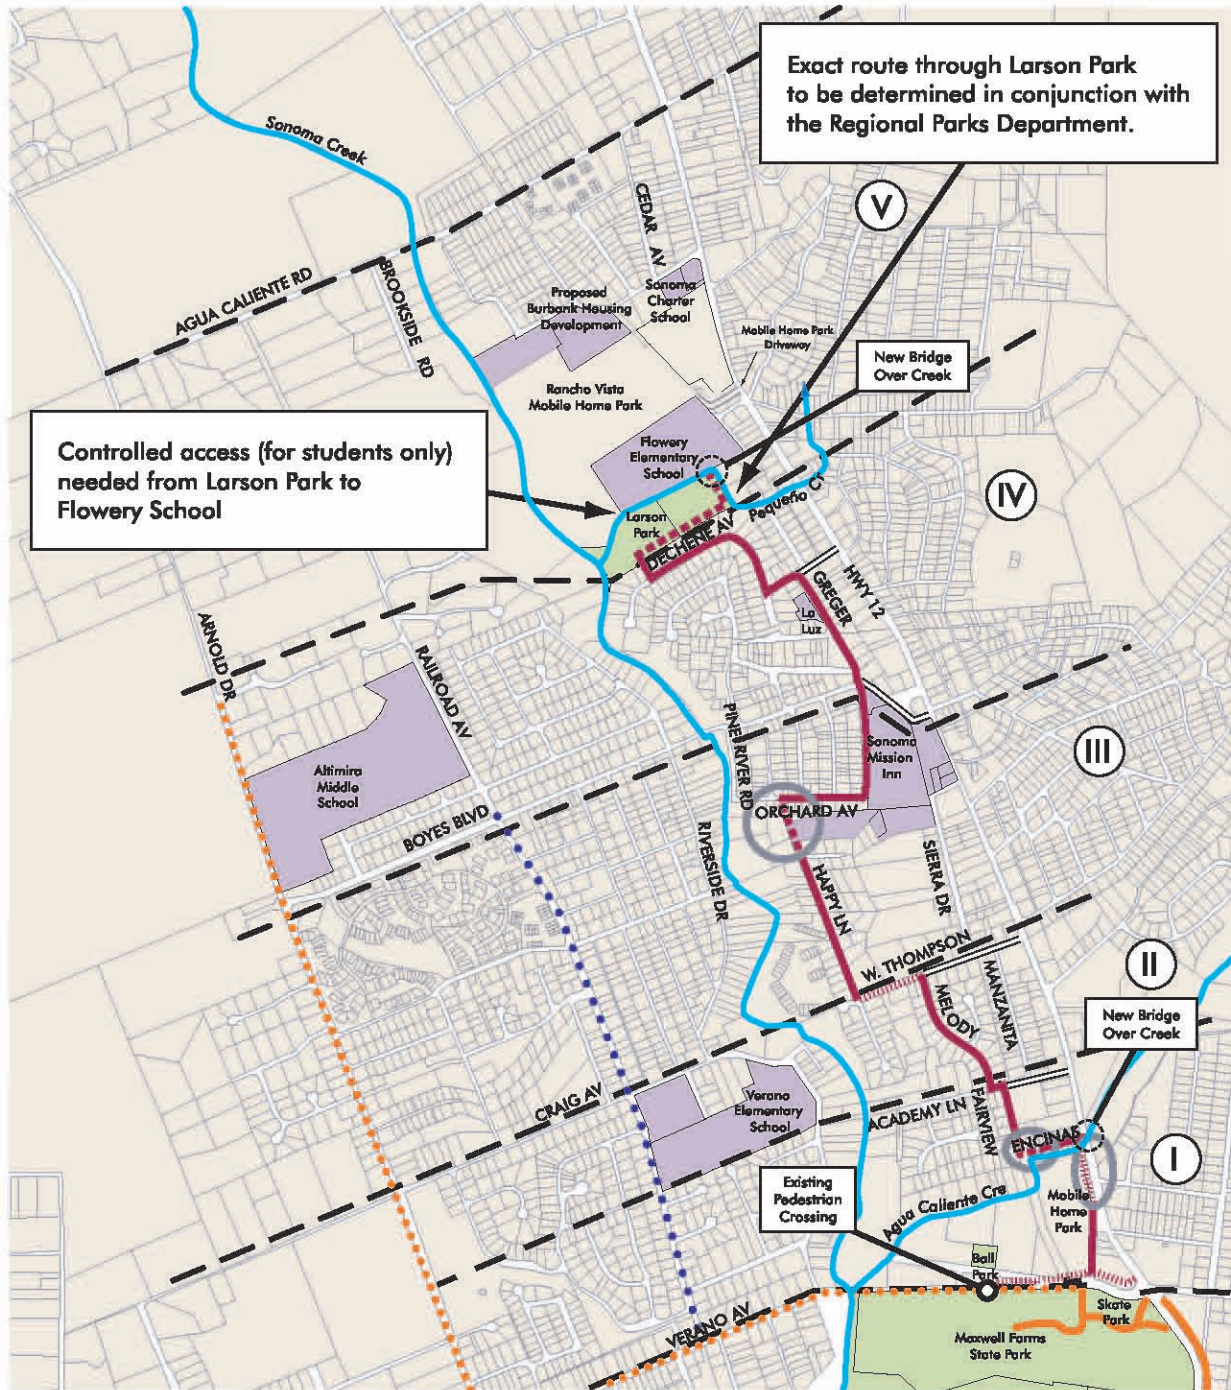 Exact route through Larson Park
to be determined in conjunction with
the Regional Parks Department.
Sonoma Creek
CEDAR AV
V
AGUA CALIENTE RD
BROOKSIDE RD
Proposed
Burbank Housing
Development
Sonoma
Charter
School
Mobile Home Park
Driveway
New Bridge
Over Creek
Rancho Vista
Mobile Home Park
Controlled access (for students only)
needed from Larson Park to
Flowery School
Flowery
Elementary
School
IV
Larson
Park
Pequeño Cr
DECHENE AV
HWY 12
GREGER
La
Luz
ARNOLD DR
RAILROAD AV
PINE RIVER RD
Sonoma
Mission
Inn
III
Altimira
Middle
School
ORCHARD AV
BOYES BLVD
RIVERSIDE DR
SIERRA DR
HAPPY LN
W. THOMPSON
II
MELODY
MANZANITA
New Bridge
Over Creek
CRAIG AV
Verano
Elementary
School
ACADEMY LN
FAIRVIEW
ENCINAS
I
Existing
Pedestrian
Crossing
Agua Caliente Cre
Mobile
Home
Park
Ball
Park
VERANO AV
Skate
Park
Maxwell Farms
State Park